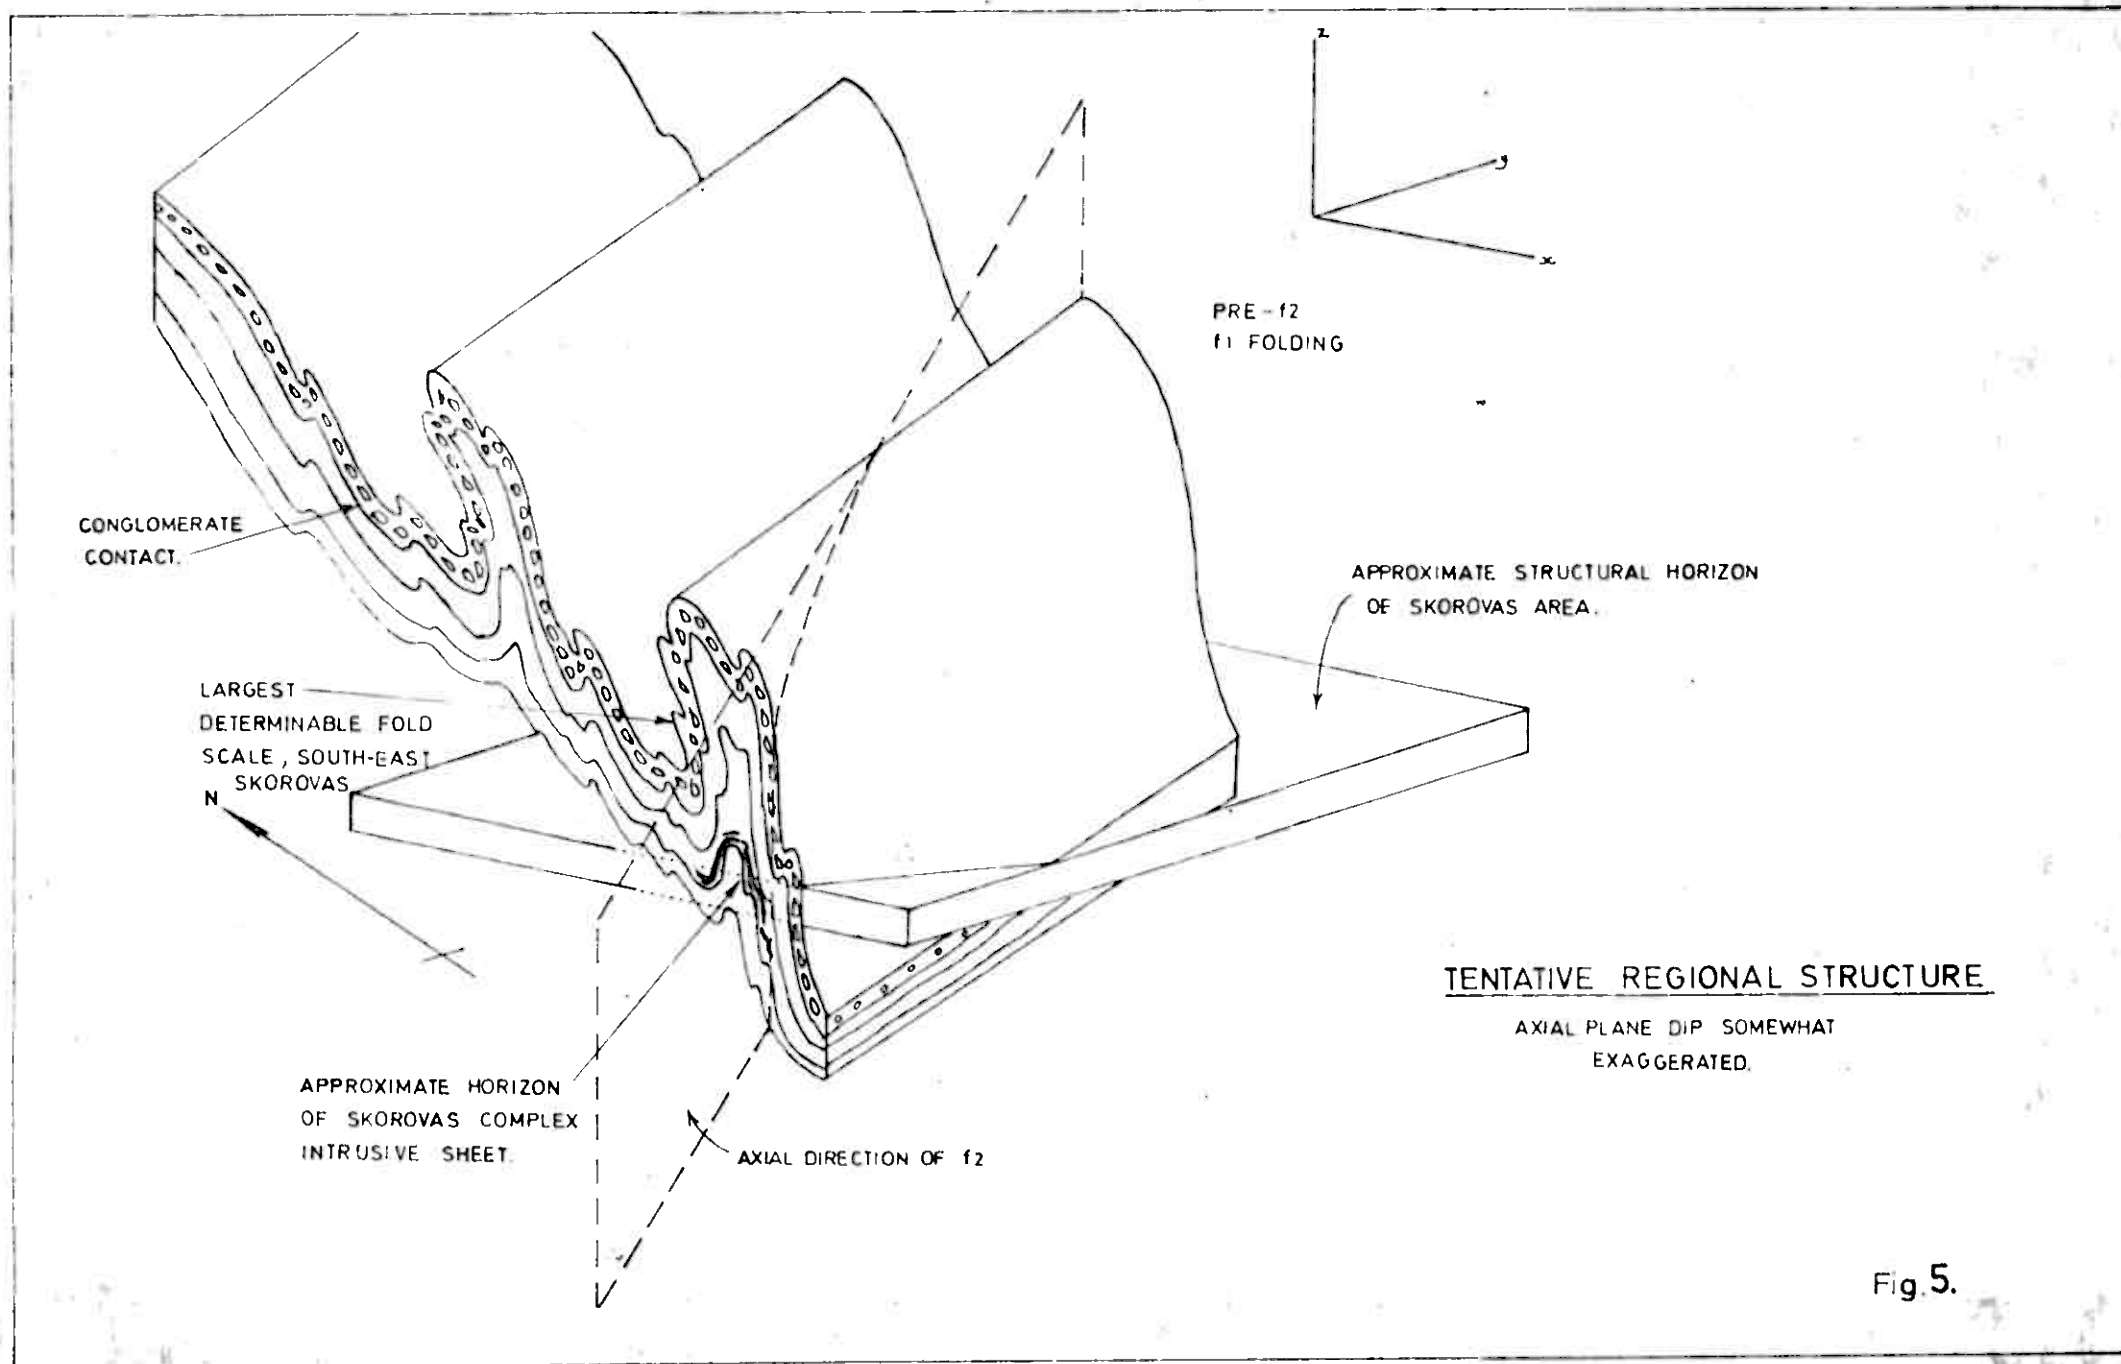 z
y
x
PRE-f2
f1 FOLDING
CONGLOMERATE
CONTACT.
APPROXIMATE STRUCTURAL HORIZON
OF SKOROVAS AREA.
LARGEST
DETERMINABLE FOLD
SCALE, SOUTH-EAST
SKOROVAS
N
TENTATIVE REGIONAL STRUCTURE
AXIAL PLANE DIP SOMEWHAT
EXAGGERATED.
APPROXIMATE HORIZON
OF SKOROVAS COMPLEX
INTRUSIVE SHEET.
AXIAL DIRECTION OF f2
Fig. 5.